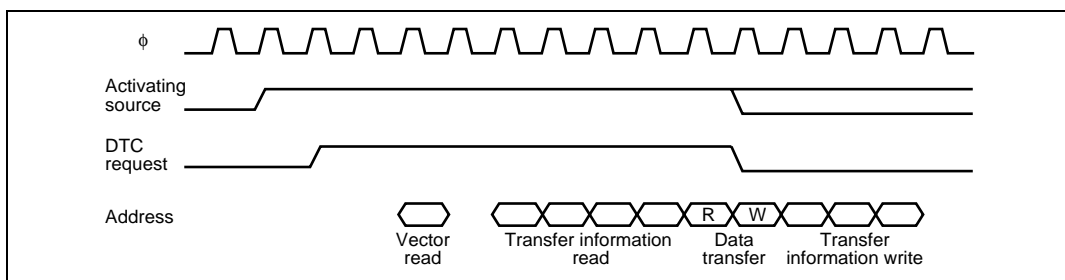 ϕ
Activating
source
DTC
request
Address
R W
Vector
read
Transfer information
read
Data
transfer
Transfer
information write